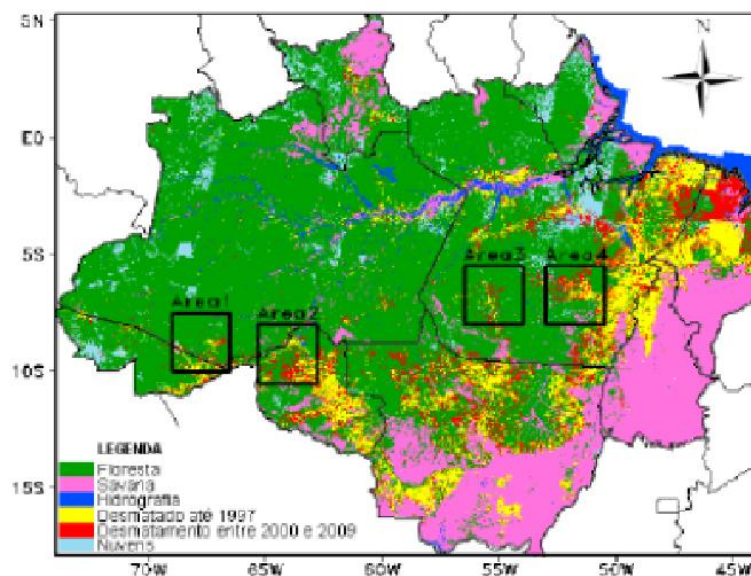 N
5N
EQ
5S
10S
15S
Area1
Area2
Area3
Area4
LEGENDA
Floresta
Savana
Hidrografia
Desmatado até 1997
Desmatamento entre 2000 e 2009
Nuvens
70W
65W
60W
55W
50W
45W